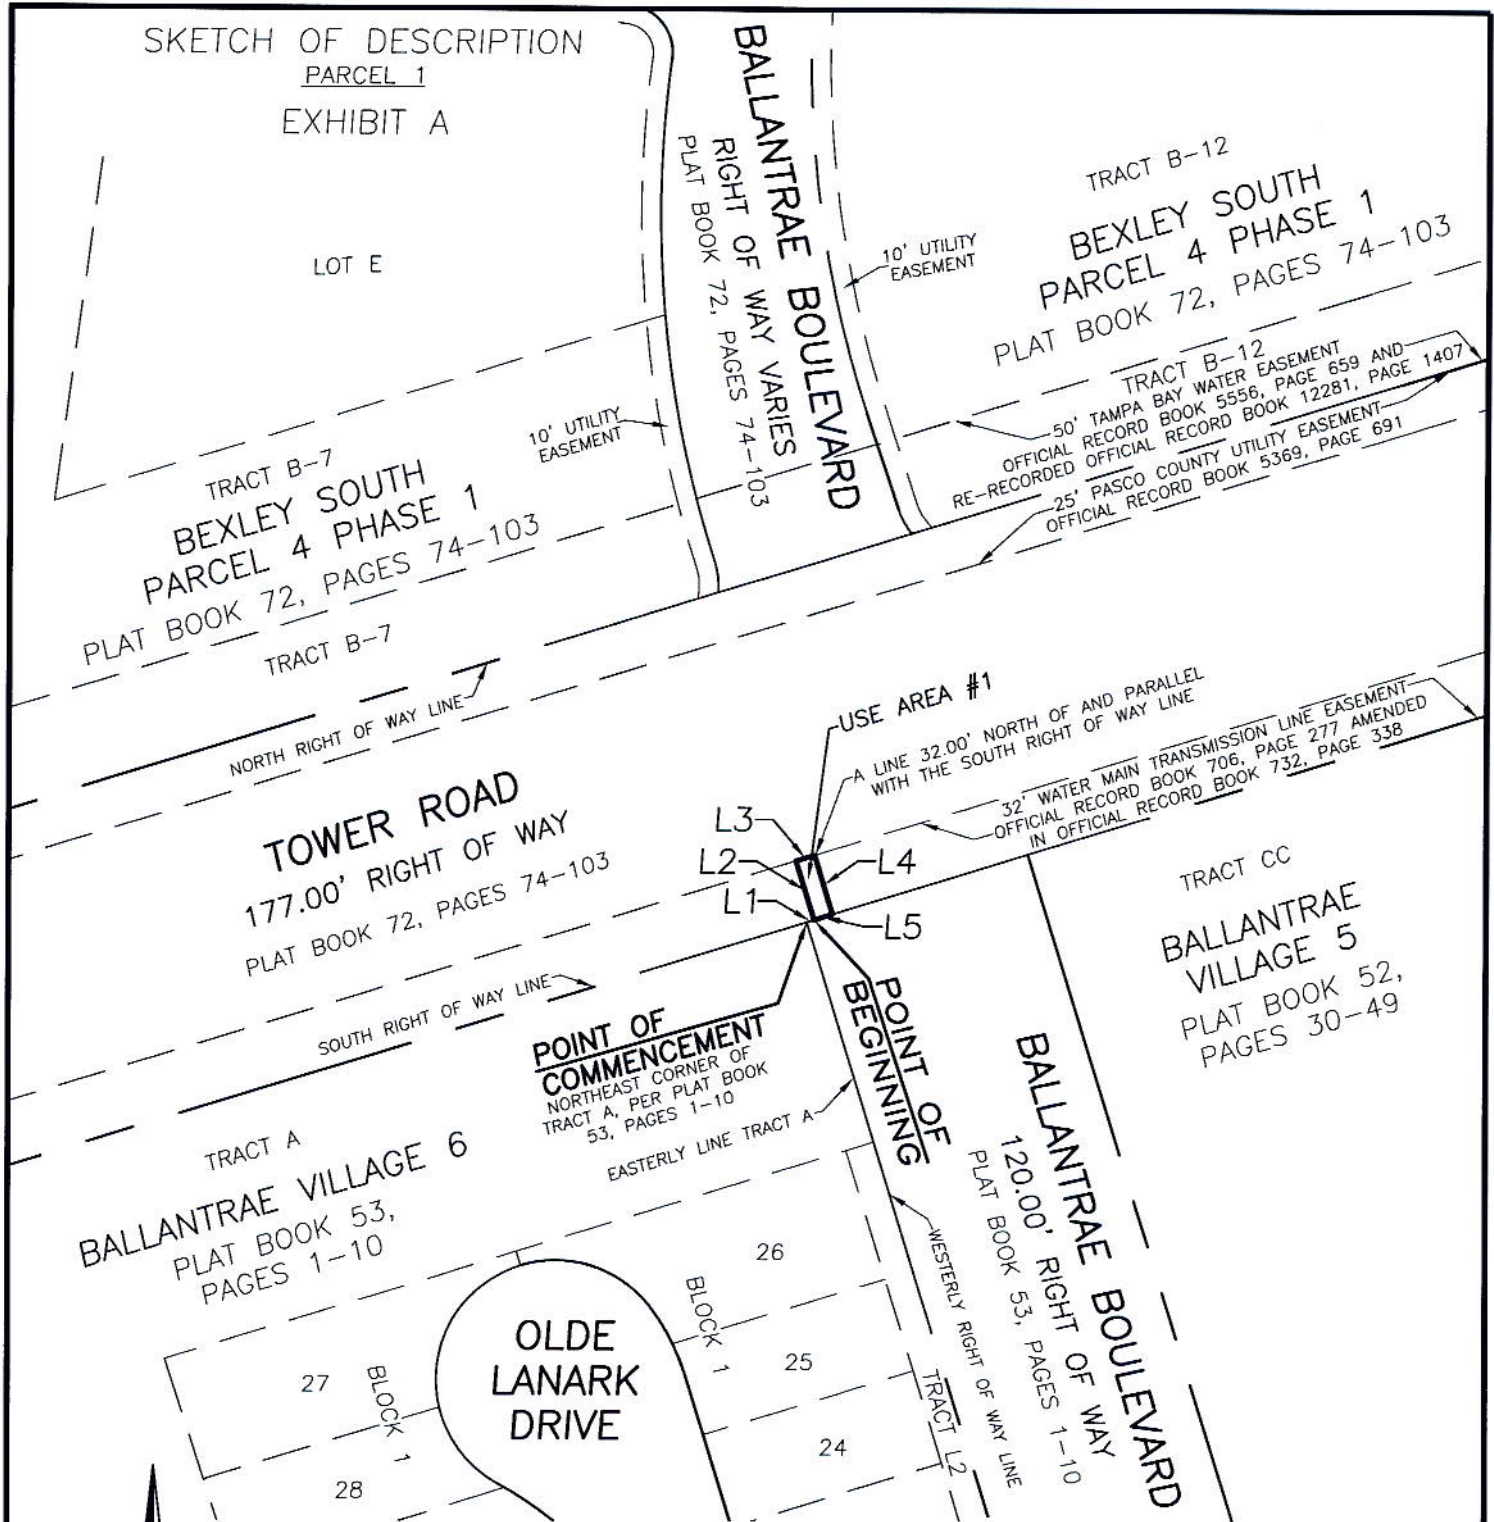 SKETCH OF DESCRIPTION
PARCEL 1
EXHIBIT A
LOT E
BALLANTRAE BOULEVARD
RIGHT OF WAY VARIES
PLAT BOOK 72, PAGES 74-103
10' UTILITY
EASEMENT
TRACT B-12
BEXLEY SOUTH
PARCEL 4 PHASE 1
PLAT BOOK 72, PAGES 74-103
TRACT B-12
50' TAMPA BAY WATER EASEMENT
OFFICIAL RECORD BOOK 5556, PAGE 659 AND
RE-RECORDED OFFICIAL RECORD BOOK 12281, PAGE 1407
25' PASCO COUNTY UTILITY EASEMENT
OFFICIAL RECORD BOOK 5369, PAGE 691
10' UTILITY
EASEMENT
TRACT B-7
BEXLEY SOUTH
PARCEL 4 PHASE 1
PLAT BOOK 72, PAGES 74-103
TRACT B-7
NORTH RIGHT OF WAY LINE
USE AREA #1
A LINE 32.00' NORTH OF AND PARALLEL
WITH THE SOUTH RIGHT OF WAY LINE
32' WATER MAIN TRANSMISSION LINE EASEMENT
OFFICIAL RECORD BOOK 706, PAGE 277 AMENDED
IN OFFICIAL RECORD BOOK 732, PAGE 338
TOWER ROAD
177.00' RIGHT OF WAY
PLAT BOOK 72, PAGES 74-103
L3
L2
L1
L4
L5
TRACT CC
BALLANTRAE
VILLAGE 5
PLAT BOOK 52,
PAGES 30-49
SOUTH RIGHT OF WAY LINE
POINT OF
COMMENCEMENT
NORTHEAST CORNER OF
TRACT A, PER PLAT BOOK
53, PAGES 1-10
POINT OF
BEGINNING
EASTERLY LINE TRACT A
TRACT A
BALLANTRAE VILLAGE 6
PLAT BOOK 53,
PAGES 1-10
BALLANTRAE BOULEVARD
120.00' RIGHT OF WAY
PLAT BOOK 53, PAGES 1-10
WESTERLY RIGHT OF WAY LINE
TRACT L2
26
BLOCK 1
25
24
OLDE
LANARK
DRIVE
27
BLOCK 1
28